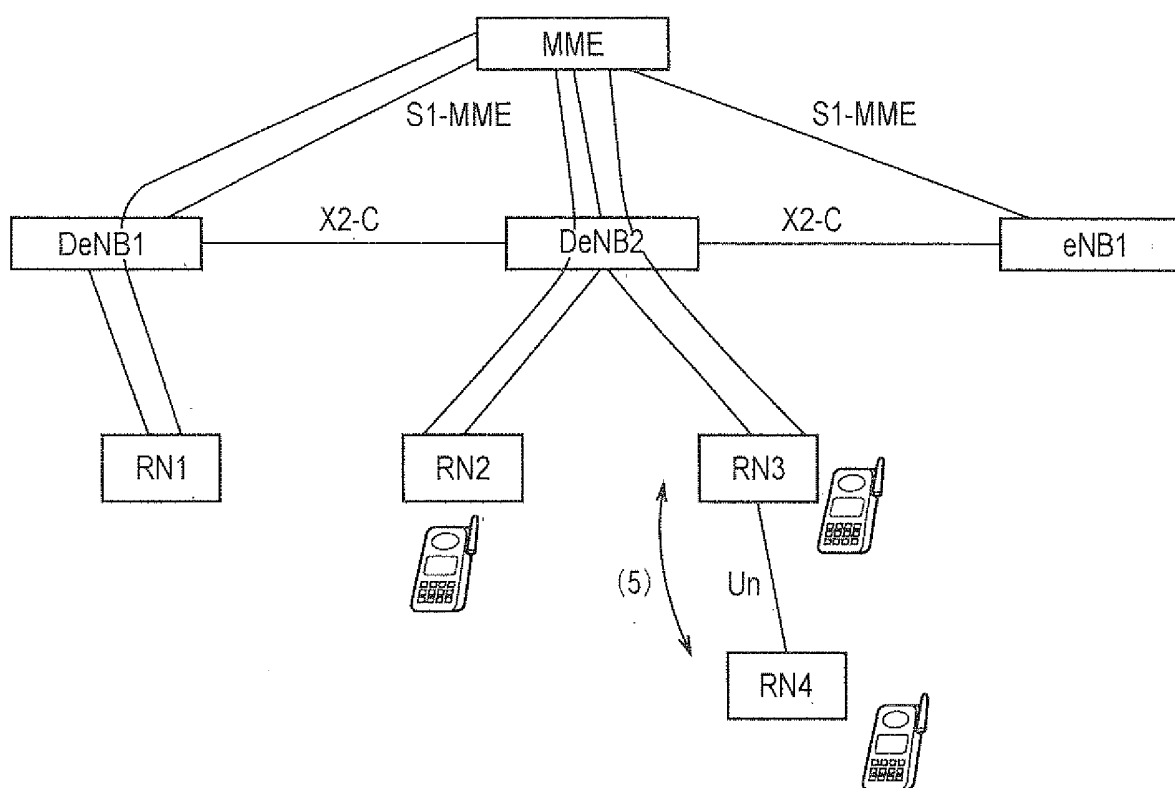 MME
S1-MME
S1-MME
X2-C
X2-C
DeNB1
DeNB2
eNB1
RN1
RN2
RN3
(5)
Un
RN4